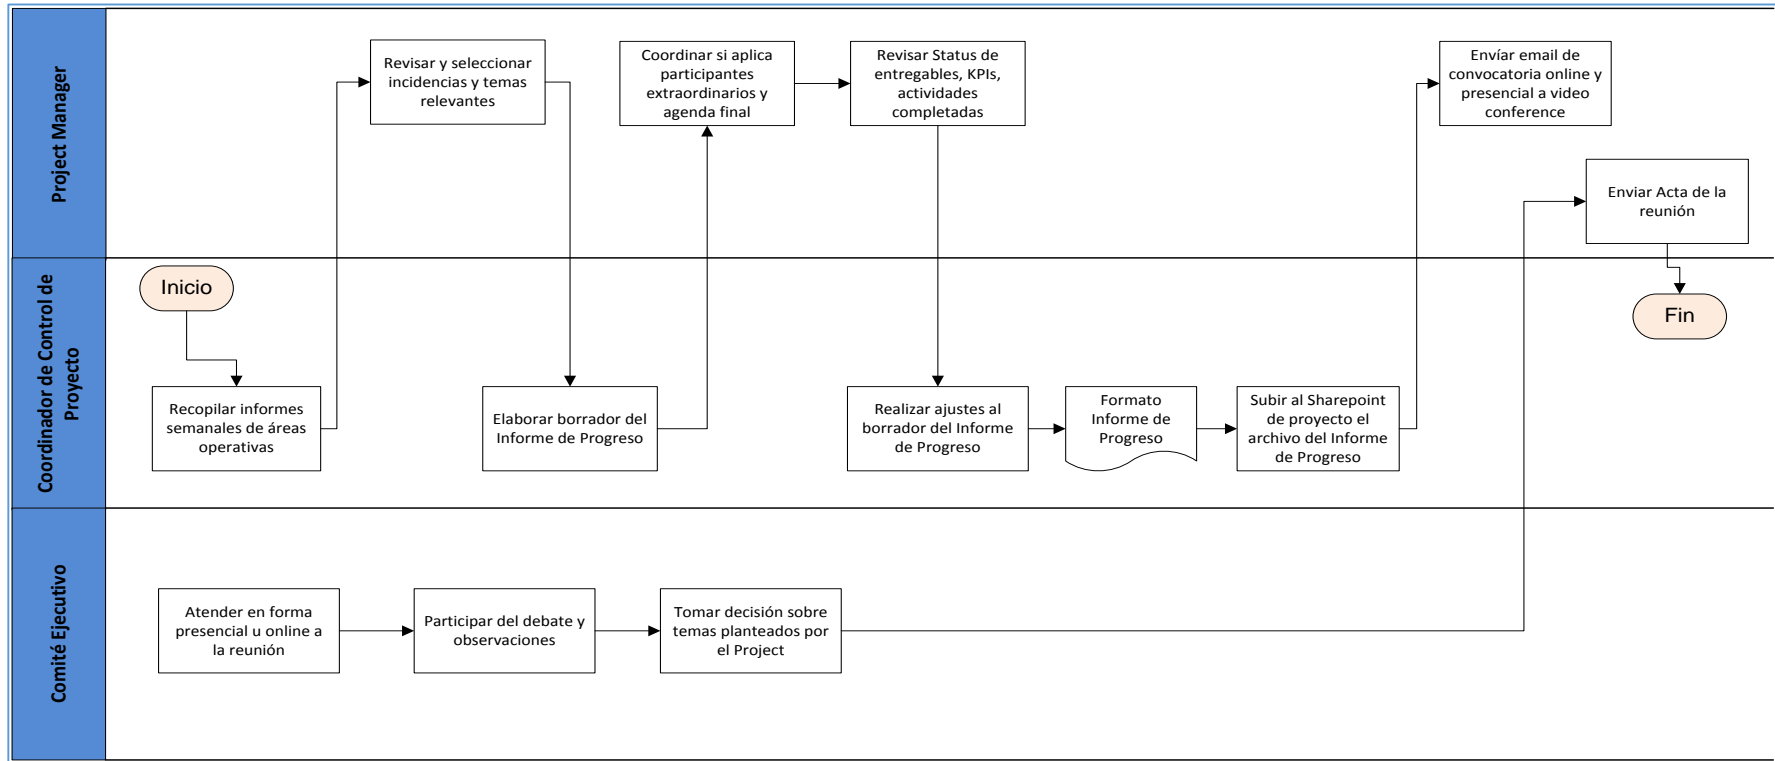 Project Manager
Revisar y seleccionar
incidencias y temas
relevantes
Coordinar si aplica
participantes
extraordinarios y
agenda final
Revisar Status de
entregables, KPIs,
actividades
completadas
Envíar email de
convocatoria online y
presencial a video
conference
Enviar Acta de la
reunión
Coordinador de Control de
Proyecto
Inicio
Fin
Recopilar informes
semanales de áreas
operativas
Elaborar borrador del
Informe de Progreso
Realizar ajustes al
borrador del Informe
de Progreso
Formato
Informe de
Progreso
Subir al Sharepoint
de proyecto el
archivo del Informe
de Progreso
Comité Ejecutivo
Atender en forma
presencial u online a
la reunión
Participar del debate y
observaciones
Tomar decisión sobre
temas planteados por
el Project